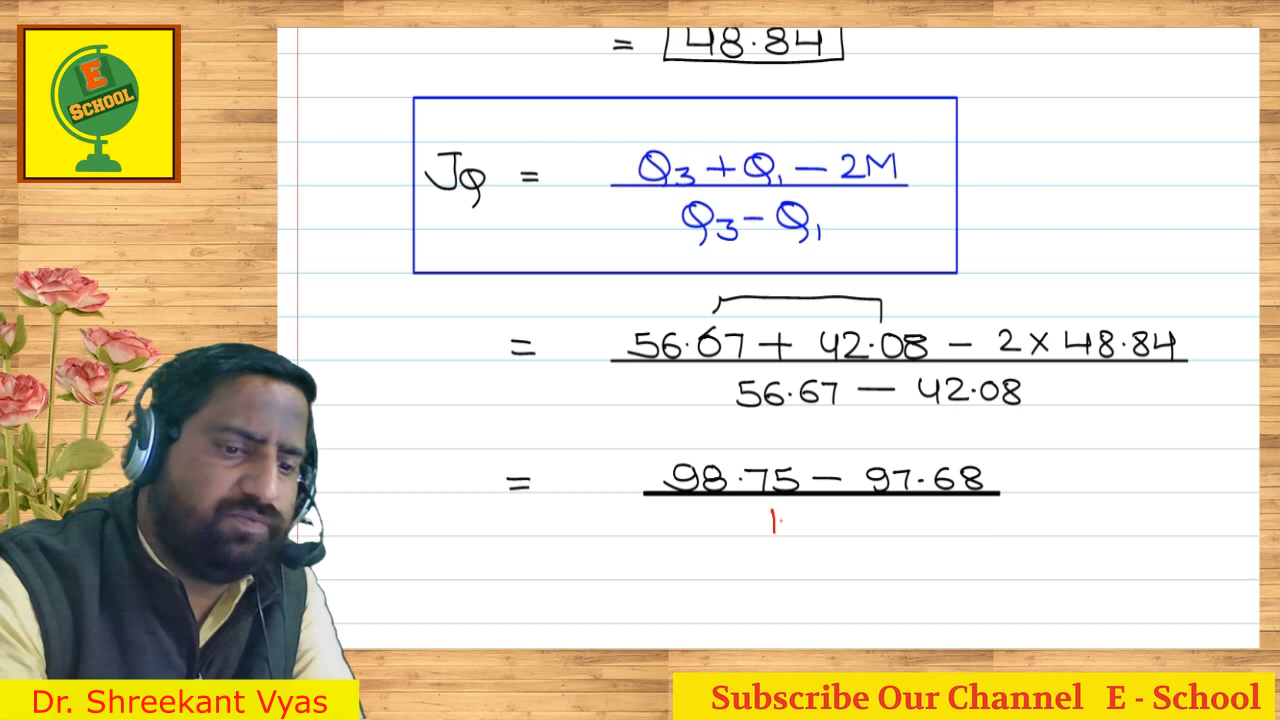 = 48.84
E
SCHOOL
JQ = Q3 + Q1 - 2M
Q3 - Q1
= 56.67 + 42.08 - 2 × 48.84
56.67 - 42.08
= 98.75 - 97.68
1.
Dr. Shreekant Vyas
Subscribe Our Channel E - School